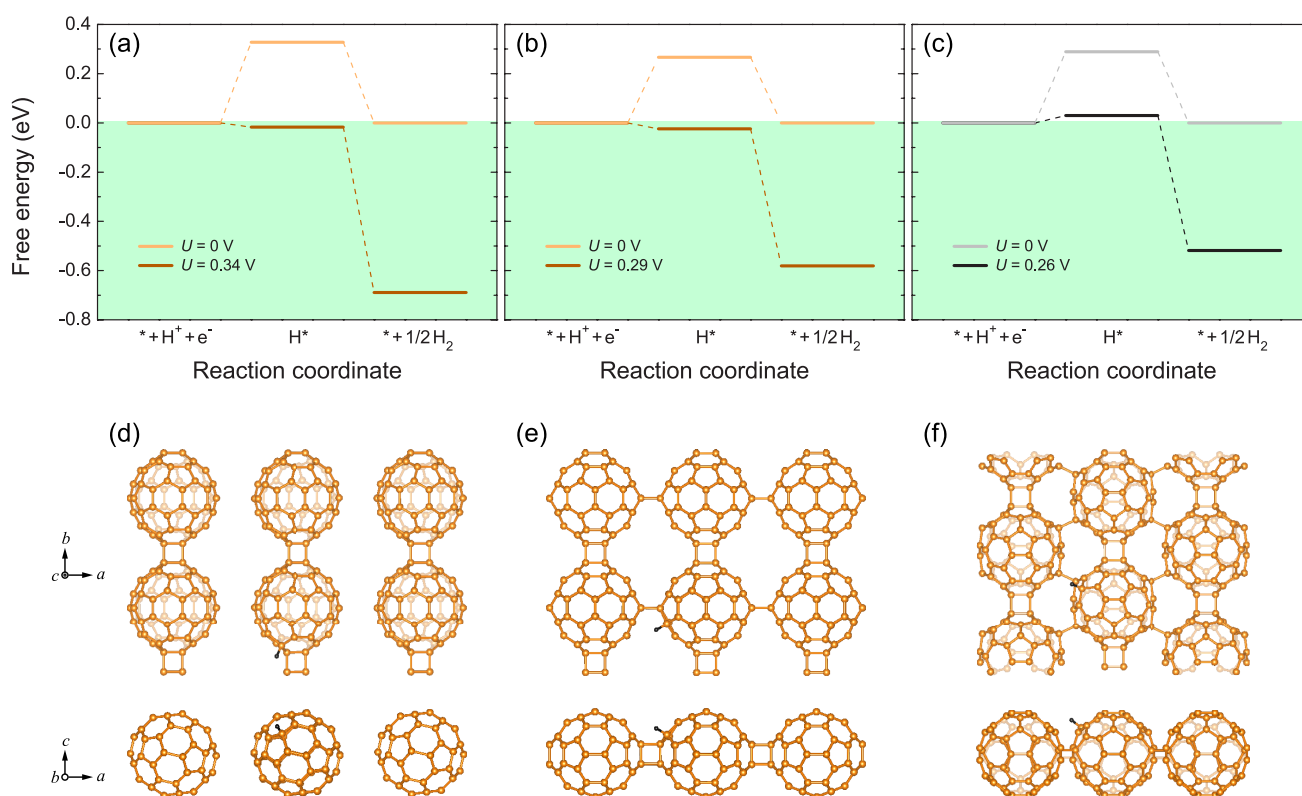 (a) (b) (c)
Free energy (eV)
0.4
0.2
0.0
-0.2
-0.4
-0.6
-0.8
U = 0 V
U = 0.34 V
U = 0 V
U = 0.29 V
U = 0 V
U = 0.26 V
* + H⁺ + e⁻ H* * + 1/2 H₂
* + H⁺ + e⁻ H* * + 1/2 H₂
* + H⁺ + e⁻ H* * + 1/2 H₂
Reaction coordinate Reaction coordinate Reaction coordinate
(d) (e) (f)
b
c a
c
b a